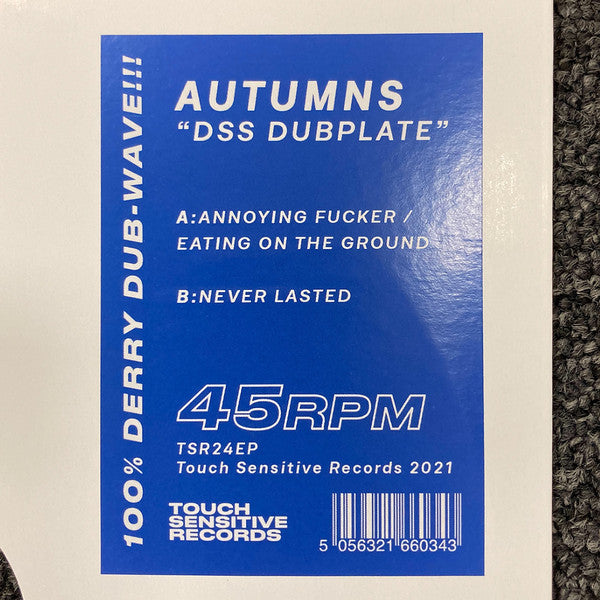 100% DERRY DUB-WAVE!!!
AUTUMNS
“DSS DUBPLATE”
A:ANNOYING FUCKER /
EATING ON THE GROUND
B:NEVER LASTED
45RPM
TSR24EP
Touch Sensitive Records 2021
TOUCH
SENSITIVE
RECORDS
5 056321 660343